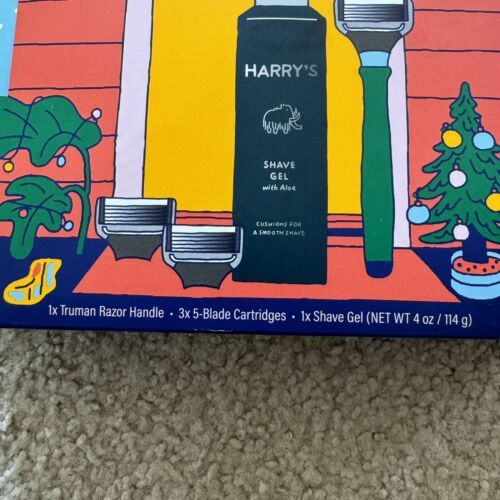 HARRY'S
SHAVE
GEL
with Aloe
CUSHIONS FOR
A SMOOTH SHAVE
1x Truman Razor Handle • 3x 5-Blade Cartridges • 1x Shave Gel (NET WT 4 oz / 114 g)